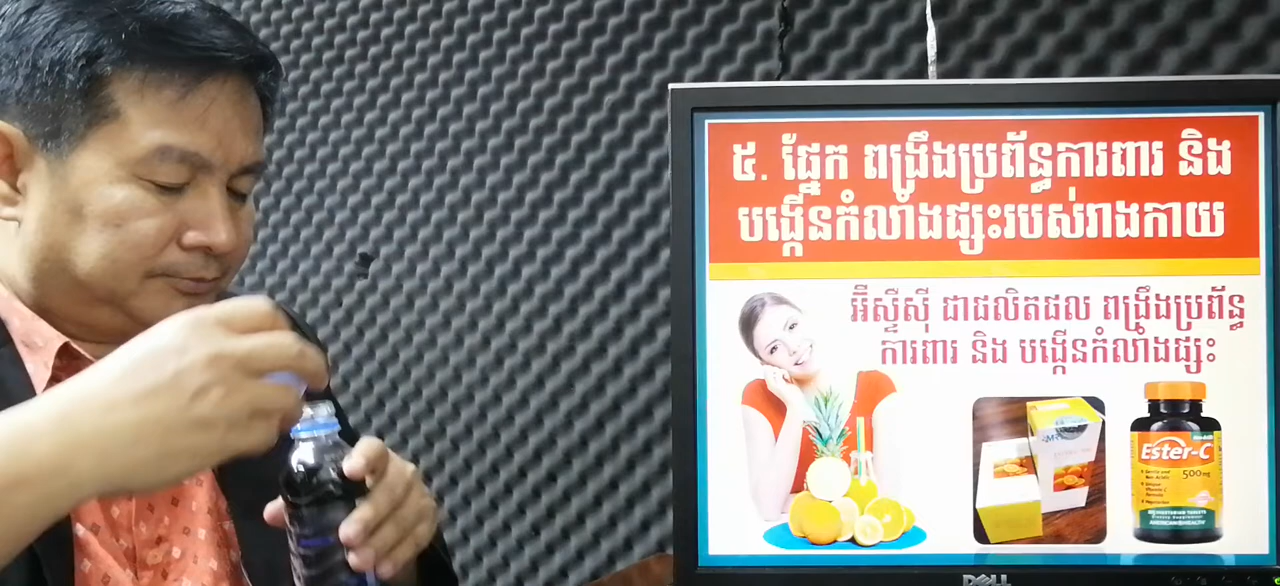 ៥. ផ្នែក ពង្រឹងប្រព័ន្ធការពារ និង
បង្កើនកំលាំងផ្សះរបស់រាងកាយ
អ៊ីស្ទឺស៊ី ជាផលិតផល ពង្រឹងប្រព័ន្ធ
ការពារ និង បង្កើនកំលាំងផ្សះ
Ester-C
500mg
AMERICAN HEALTH
DELL